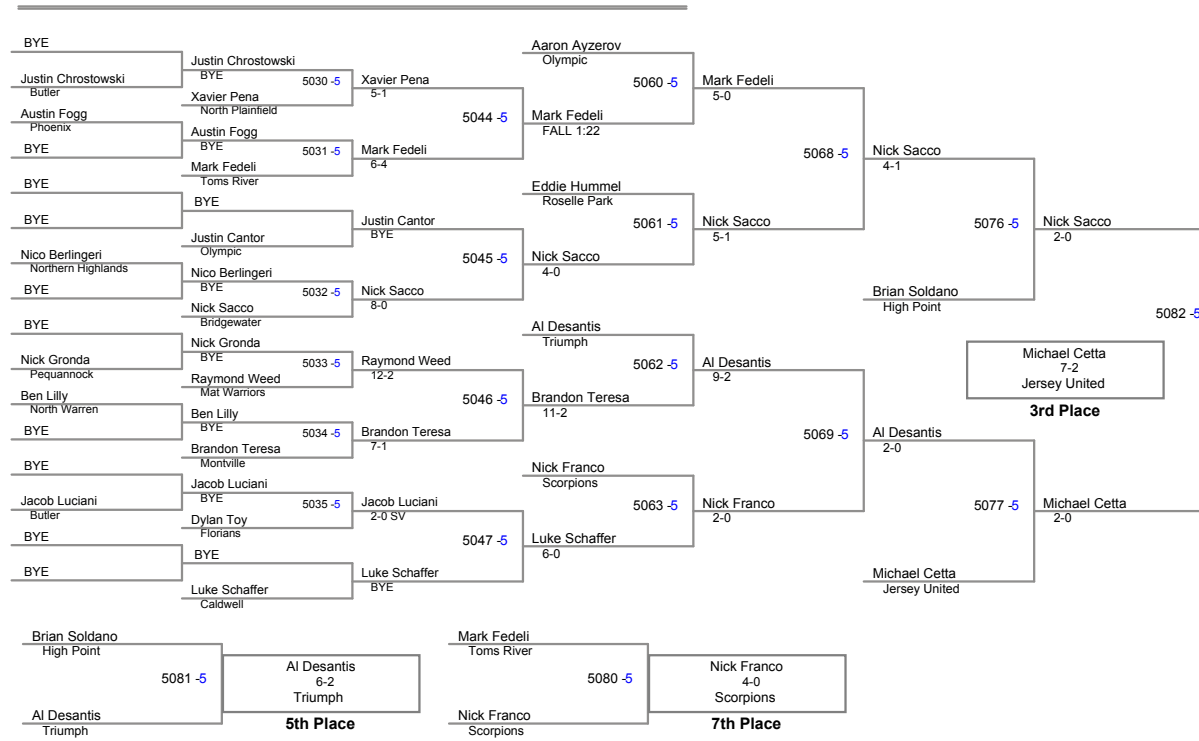 BYE
Justin Chrostowski
Butler
Austin Fogg
Phoenix
BYE
BYE
BYE
Nico Berlingeri
Northern Highlands
BYE
BYE
Nick Gronda
Pequannock
Ben Lilly
North Warren
BYE
BYE
Jacob Luciani
Butler
BYE
BYE
Justin Chrostowski
BYE
5030 -5
Xavier Pena
North Plainfield
Austin Fogg
BYE
5031 -5
Mark Fedeli
Toms River
BYE
Justin Cantor
Olympic
Nico Berlingeri
BYE
5032 -5
Nick Sacco
Bridgewater
Nick Gronda
BYE
5033 -5
Raymond Weed
Mat Warriors
Ben Lilly
BYE
5034 -5
Brandon Teresa
Montville
Jacob Luciani
BYE
5035 -5
Dylan Toy
Florians
BYE
Luke Schaffer
Caldwell
Xavier Pena
5-1
5044 -5
Mark Fedeli
6-4
Justin Cantor
BYE
5045 -5
Nick Sacco
8-0
Raymond Weed
12-2
5046 -5
Brandon Teresa
7-1
Jacob Luciani
2-0 SV
5047 -5
Luke Schaffer
BYE
Aaron Ayzerov
Olympic
5060 -5
Mark Fedeli
FALL 1:22
Eddie Hummel
Roselle Park
5061 -5
Nick Sacco
4-0
Al Desantis
Triumph
5062 -5
Brandon Teresa
11-2
Nick Franco
Scorpions
5063 -5
Luke Schaffer
6-0
Mark Fedeli
5-0
5068 -5
Nick Sacco
5-1
Al Desantis
9-2
5069 -5
Nick Franco
2-0
Nick Sacco
4-1
5076 -5
Brian Soldano
High Point
Al Desantis
2-0
5077 -5
Michael Cetta
Jersey United
Nick Sacco
2-0
5082 -5
Michael Cetta
2-0
Michael Cetta
7-2
Jersey United
3rd Place
Brian Soldano
High Point
5081 -5
Al Desantis
Triumph
Al Desantis
6-2
Triumph
5th Place
Mark Fedeli
Toms River
5080 -5
Nick Franco
Scorpions
Nick Franco
4-0
Scorpions
7th Place